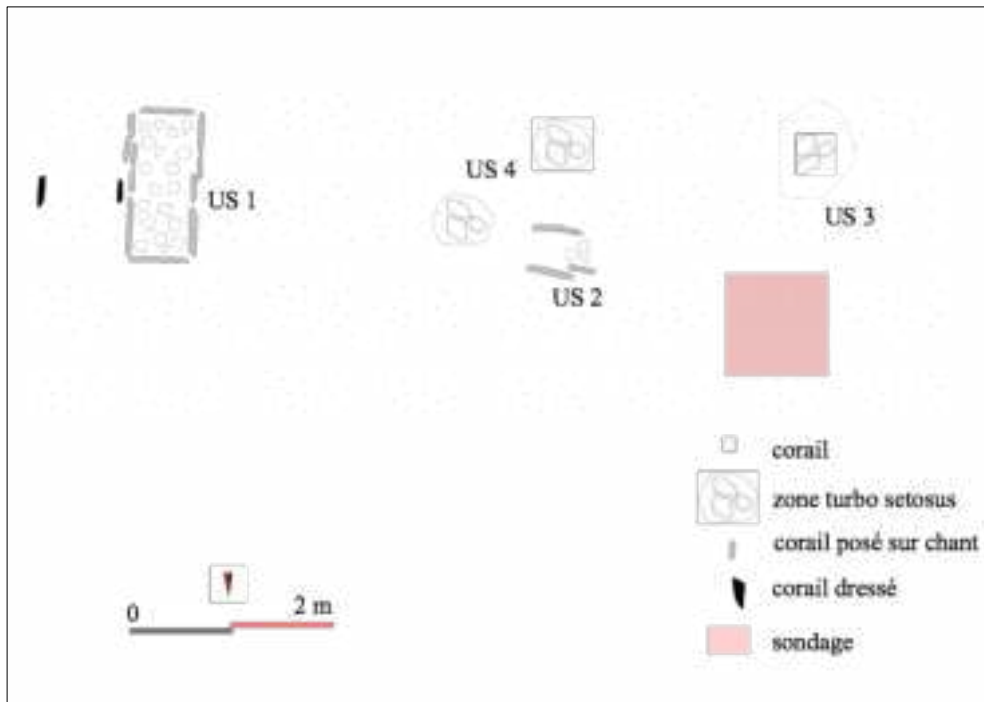 US 4
US 1
US 3
US 2
corail
zone turbo setosus
corail posé sur chant
corail dressé
sondage
0 2 m